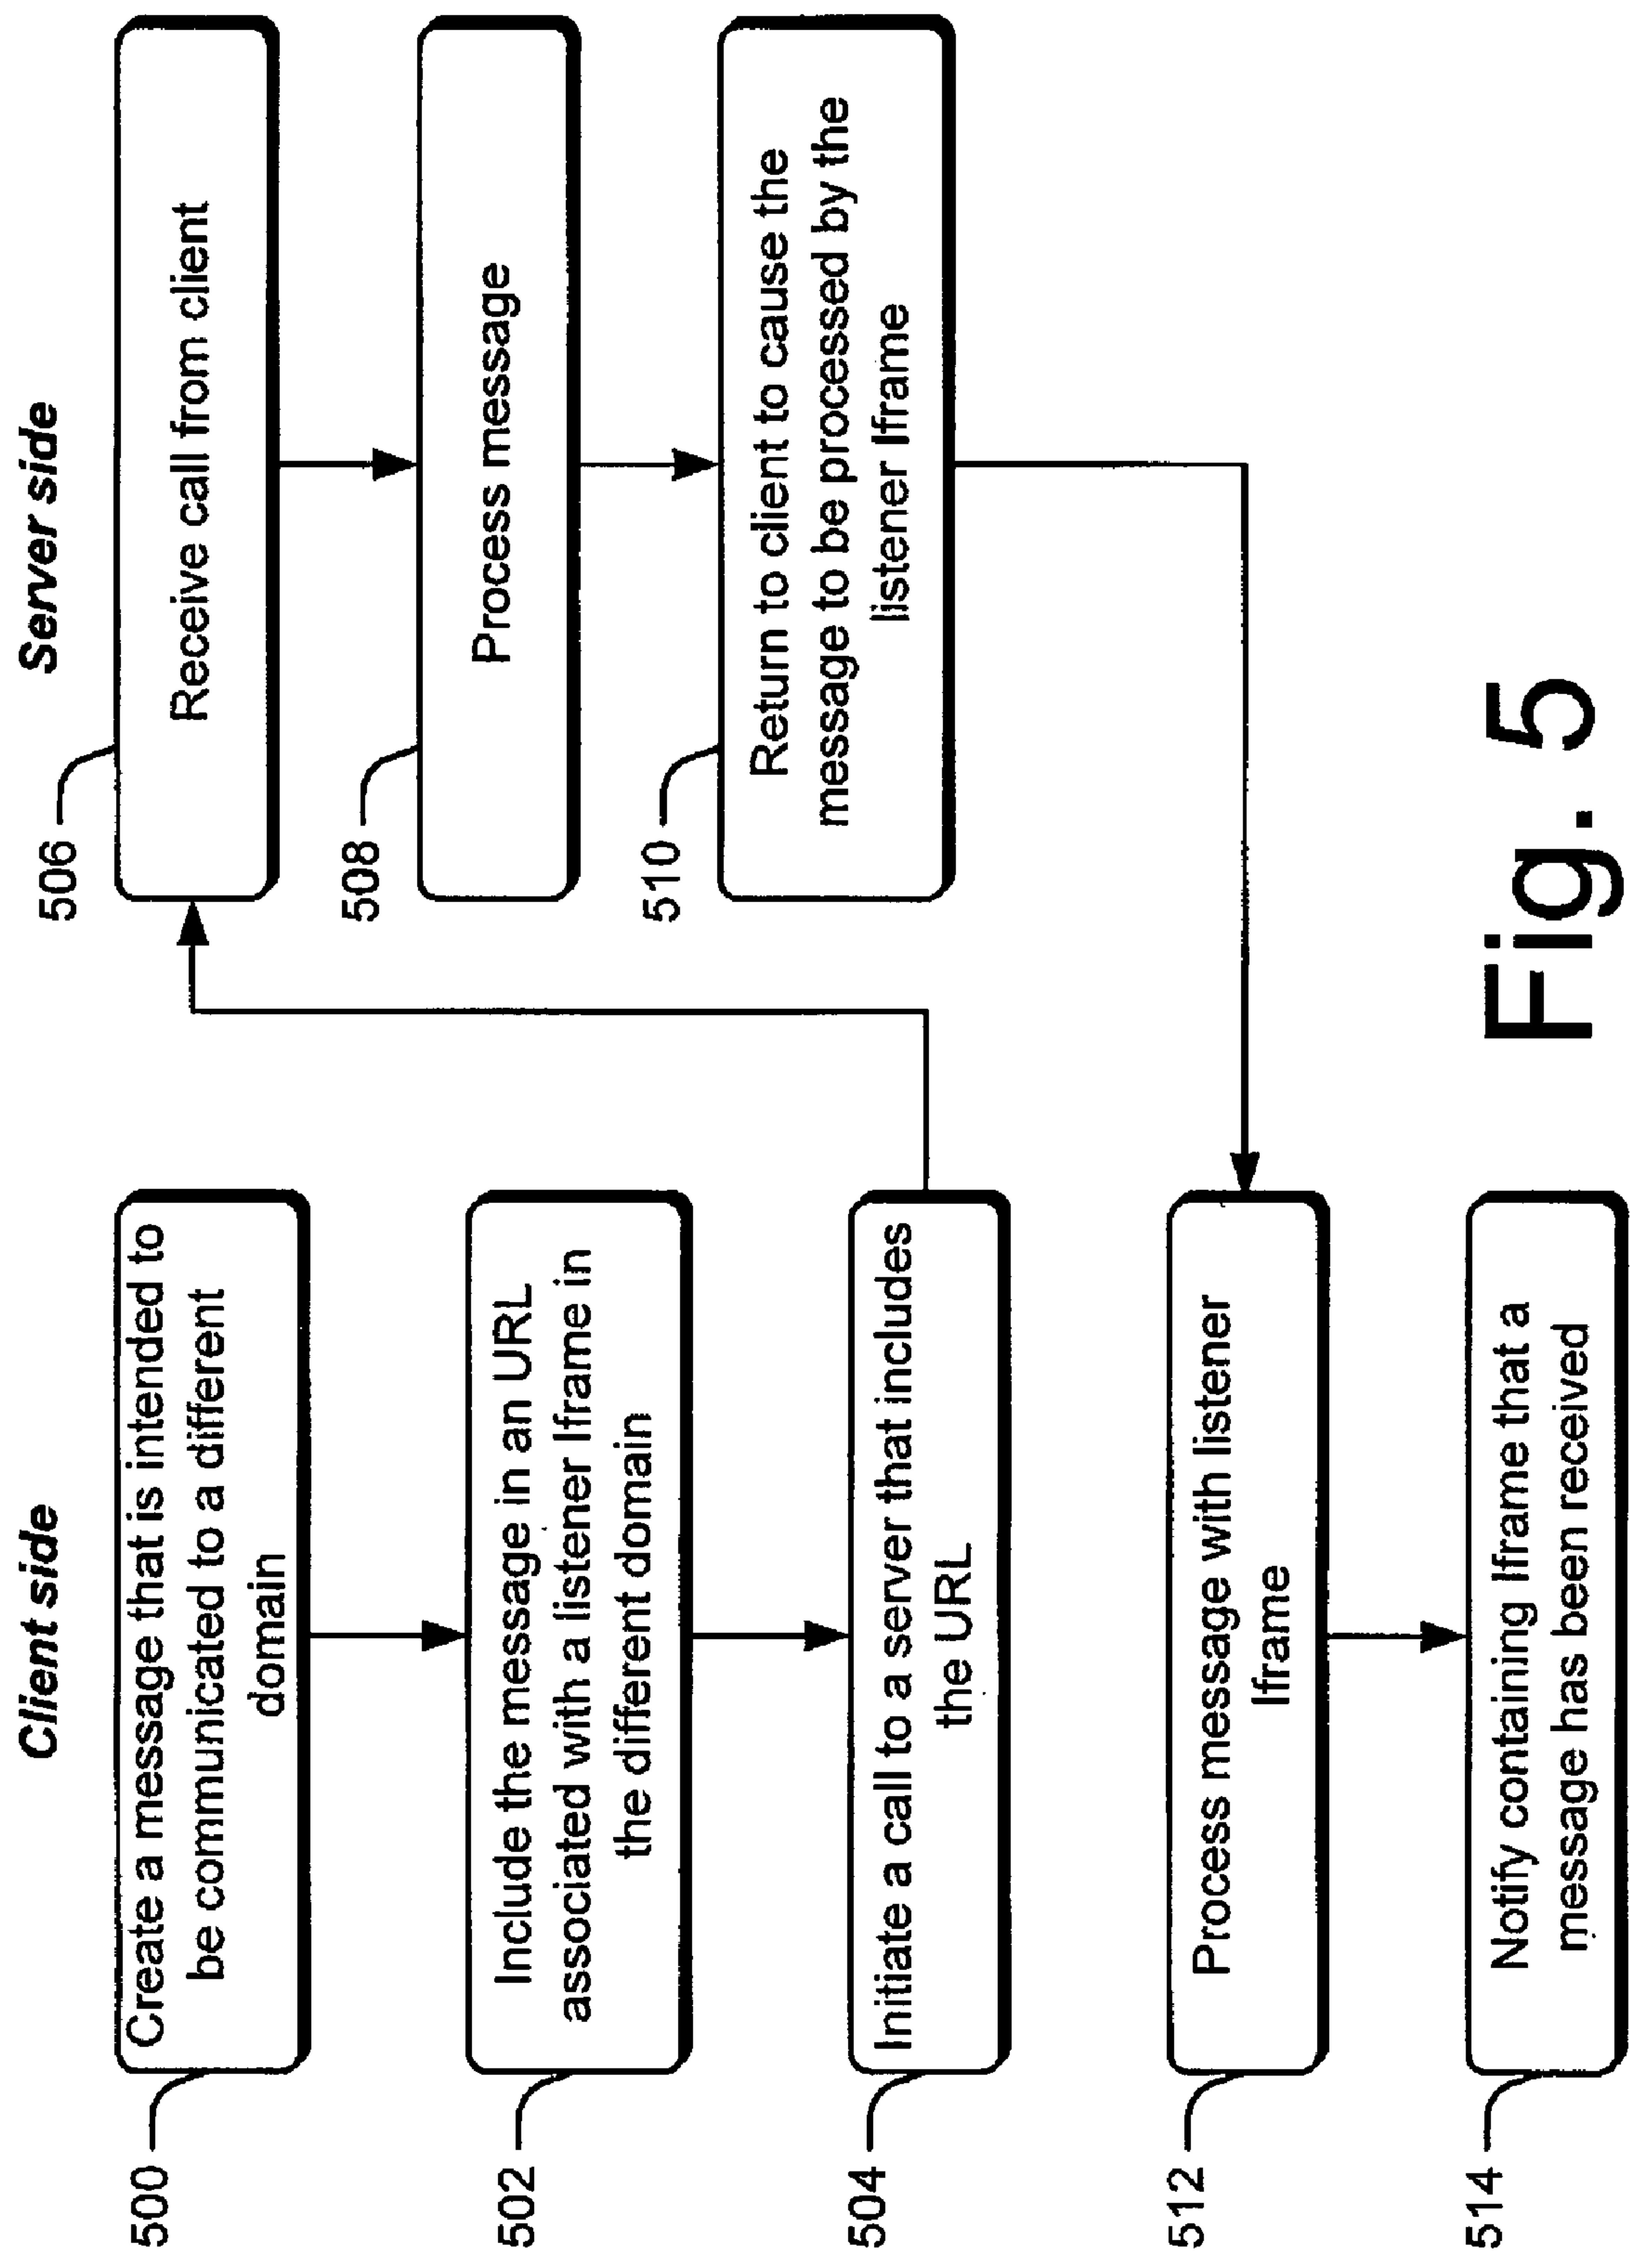 Client side
500
Create a message that is intended to
be communicated to a different
domain
502
Include the message in an URL
associated with a listener Iframe in
the different domain
504
Initiate a call to a server that includes
the URL
512
Process message with listener
Iframe
514
Notify containing Iframe that a
message has been received
Server side
506
Receive call from client
508
Process message
510
Return to client to cause the
message to be processed by the
listener Iframe
Fig. 5